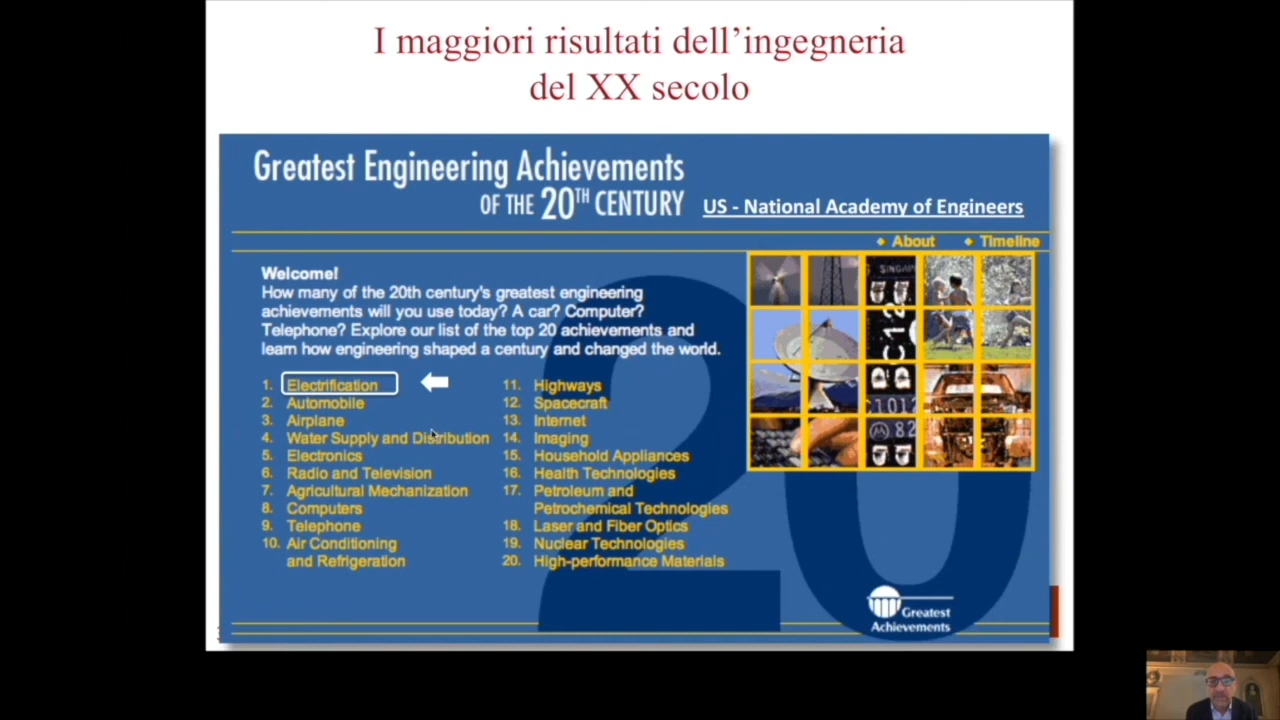 I maggiori risultati dell’ingegneria
del XX secolo
Greatest Engineering Achievements
OF THE 20TH CENTURY
US - National Academy of Engineers
About
Timeline
Welcome!
How many of the 20th century's greatest engineering
achievements will you use today? A car? Computer?
Telephone? Explore our list of the top 20 achievements and
learn how engineering shaped a century and changed the world.
1. Electrification
2. Automobile
3. Airplane
4. Water Supply and Distribution
5. Electronics
6. Radio and Television
7. Agricultural Mechanization
8. Computers
9. Telephone
10. Air Conditioning
and Refrigeration
11. Highways
12. Spacecraft
13. Internet
14. Imaging
15. Household Appliances
16. Health Technologies
17. Petroleum and
Petrochemical Technologies
18. Laser and Fiber Optics
19. Nuclear Technologies
20. High-performance Materials
20
Greatest
Achievements